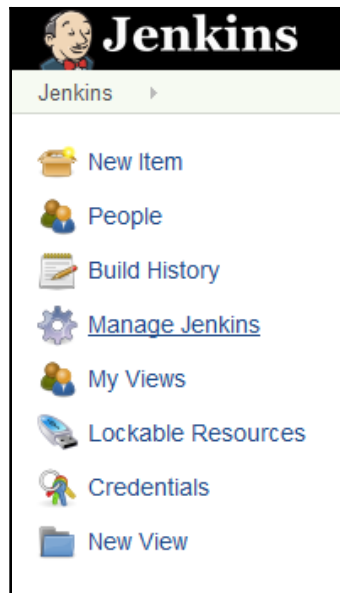 Jenkins
Jenkins
New Item
People
Build History
Manage Jenkins
My Views
Lockable Resources
Credentials
New View